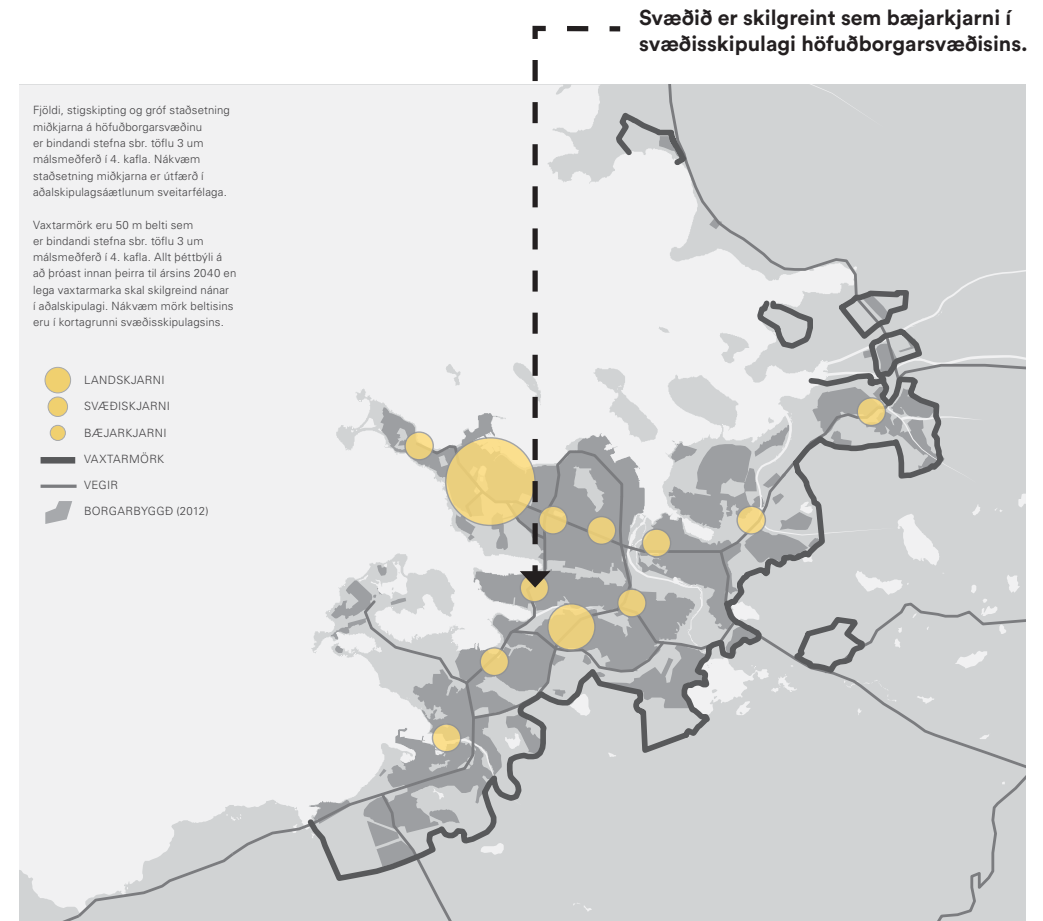 Svæðið er skilgreint sem bæjarkjarni í
svæðisskipulagi höfuðborgarsvæðisins.
Fjöldi, stigskipting og gróf staðsetning
miðkjarna á höfuðborgarsvæðinu
er bindandi stefna sbr. töflu 3 um
málsmeðferð í 4. kafla. Nákvæm
staðsetning miðkjarna er útfærð í
aðalskipulagsáætlunum sveitarfélaga.
Vaxtarmörk eru 50 m belti sem
er bindandi stefna sbr. töflu 3 um
málsmeðferð í 4. kafla. Allt þéttbýli á
að þróast innan þeirra til ársins 2040 en
lega vaxtarmarka skal skilgreind nánar
í aðalskipulagi. Nákvæm mörk beltisins
eru í kortagrunni svæðisskipulagsins.
LANDSKJARNI
SVÆÐISKJARNI
BÆJARKJARNI
VAXTARMÖRK
VEGIR
BORGARBYGGÐ (2012)